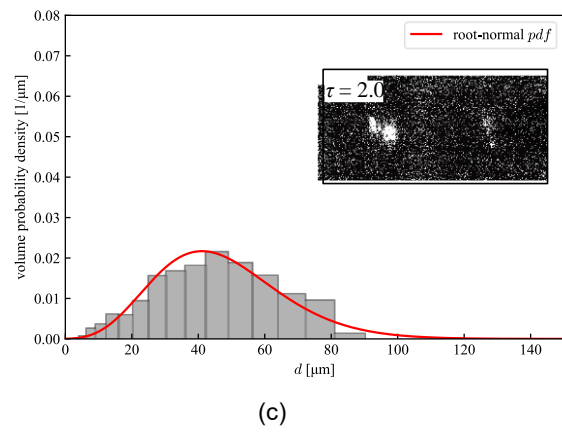 0.08
root-normal pdf
0.07
τ = 2.0
0.06
0.05
0.04
0.03
0.02
0.01
0.00
volume probability density [1/μm]
0 20 40 60 80 100 120 140
d [μm]
(c)